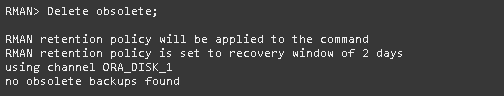 RMAN> Delete obsolete;
RMAN retention policy will be applied to the command
RMAN retention policy is set to recovery window of 2 days
using channel ORA_DISK_1
no obsolete backups found